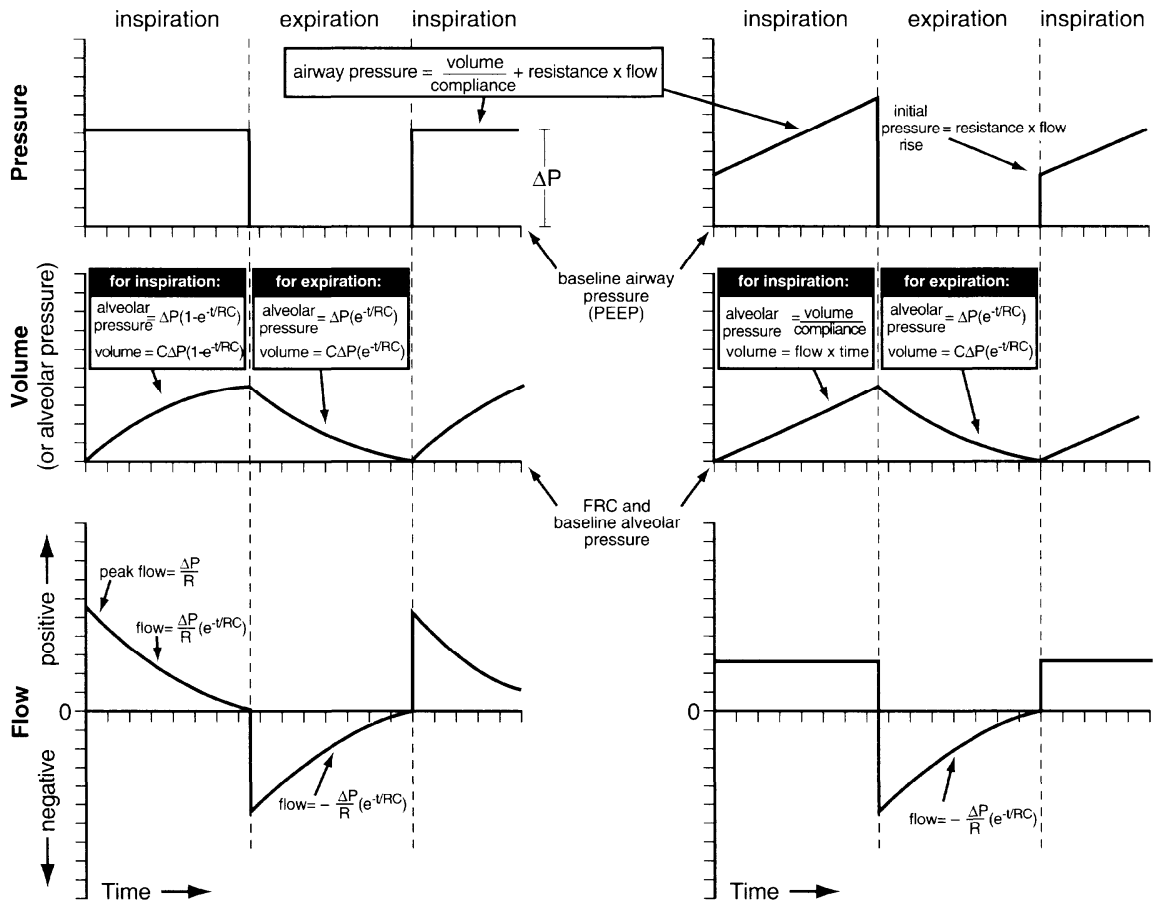 inspiration expiration inspiration
inspiration expiration inspiration
Pressure
airway pressure = volume/compliance + resistance x flow
ΔP
initial
pressure = resistance x flow
rise
baseline airway
pressure
(PEEP)
Volume
(or alveolar pressure)
for inspiration:
alveolar
pressure = ΔP(1-e^-t/RC)
volume = CΔP(1-e^-t/RC)
for expiration:
alveolar
pressure = ΔP(e^-t/RC)
volume = CΔP(e^-t/RC)
for inspiration:
alveolar
pressure = volume/compliance
volume = flow x time
for expiration:
alveolar
pressure = ΔP(e^-t/RC)
volume = CΔP(e^-t/RC)
FRC and
baseline alveolar
pressure
Flow
positive
negative
0
peak flow= ΔP/R
flow= ΔP/R (e^-t/RC)
flow= - ΔP/R (e^-t/RC)
Time
0
flow= - ΔP/R (e^-t/RC)
Time